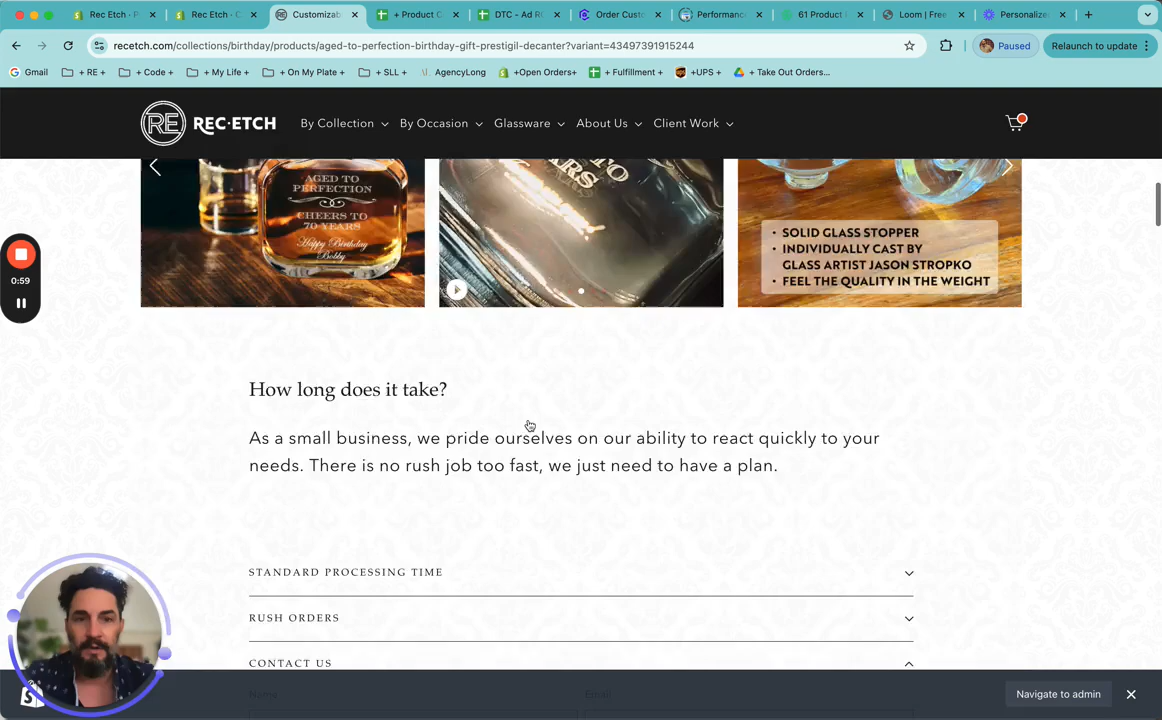 Rec Etch · P
Rec Etch · C
Customizab
+ Product C
DTC - Ad R
Order Custo
Performance
61 Product P
Loom | Free
Personalize
recetch.com/collections/birthday/products/aged-to-perfection-birthday-gift-prestigil-decanter?variant=43497391915244
Paused
Relaunch to update
Gmail
+ RE +
+ Code +
+ My Life +
+ On My Plate +
+ SLL +
AgencyLong
+Open Orders+
+ Fulfillment +
+UPS +
+ Take Out Orders...
RE REC·ETCH
By Collection
By Occasion
Glassware
About Us
Client Work
AGED TO
PERFECTION
CHEERS TO
70 YEARS
Happy Birthday
Bobby
ARS
• SOLID GLASS STOPPER
• INDIVIDUALLY CAST BY
GLASS ARTIST JASON STROPKO
• FEEL THE QUALITY IN THE WEIGHT
0:59
How long does it take?
As a small business, we pride ourselves on our ability to react quickly to your
needs. There is no rush job too fast, we just need to have a plan.
STANDARD PROCESSING TIME
RUSH ORDERS
CONTACT US
Name
Email
Navigate to admin